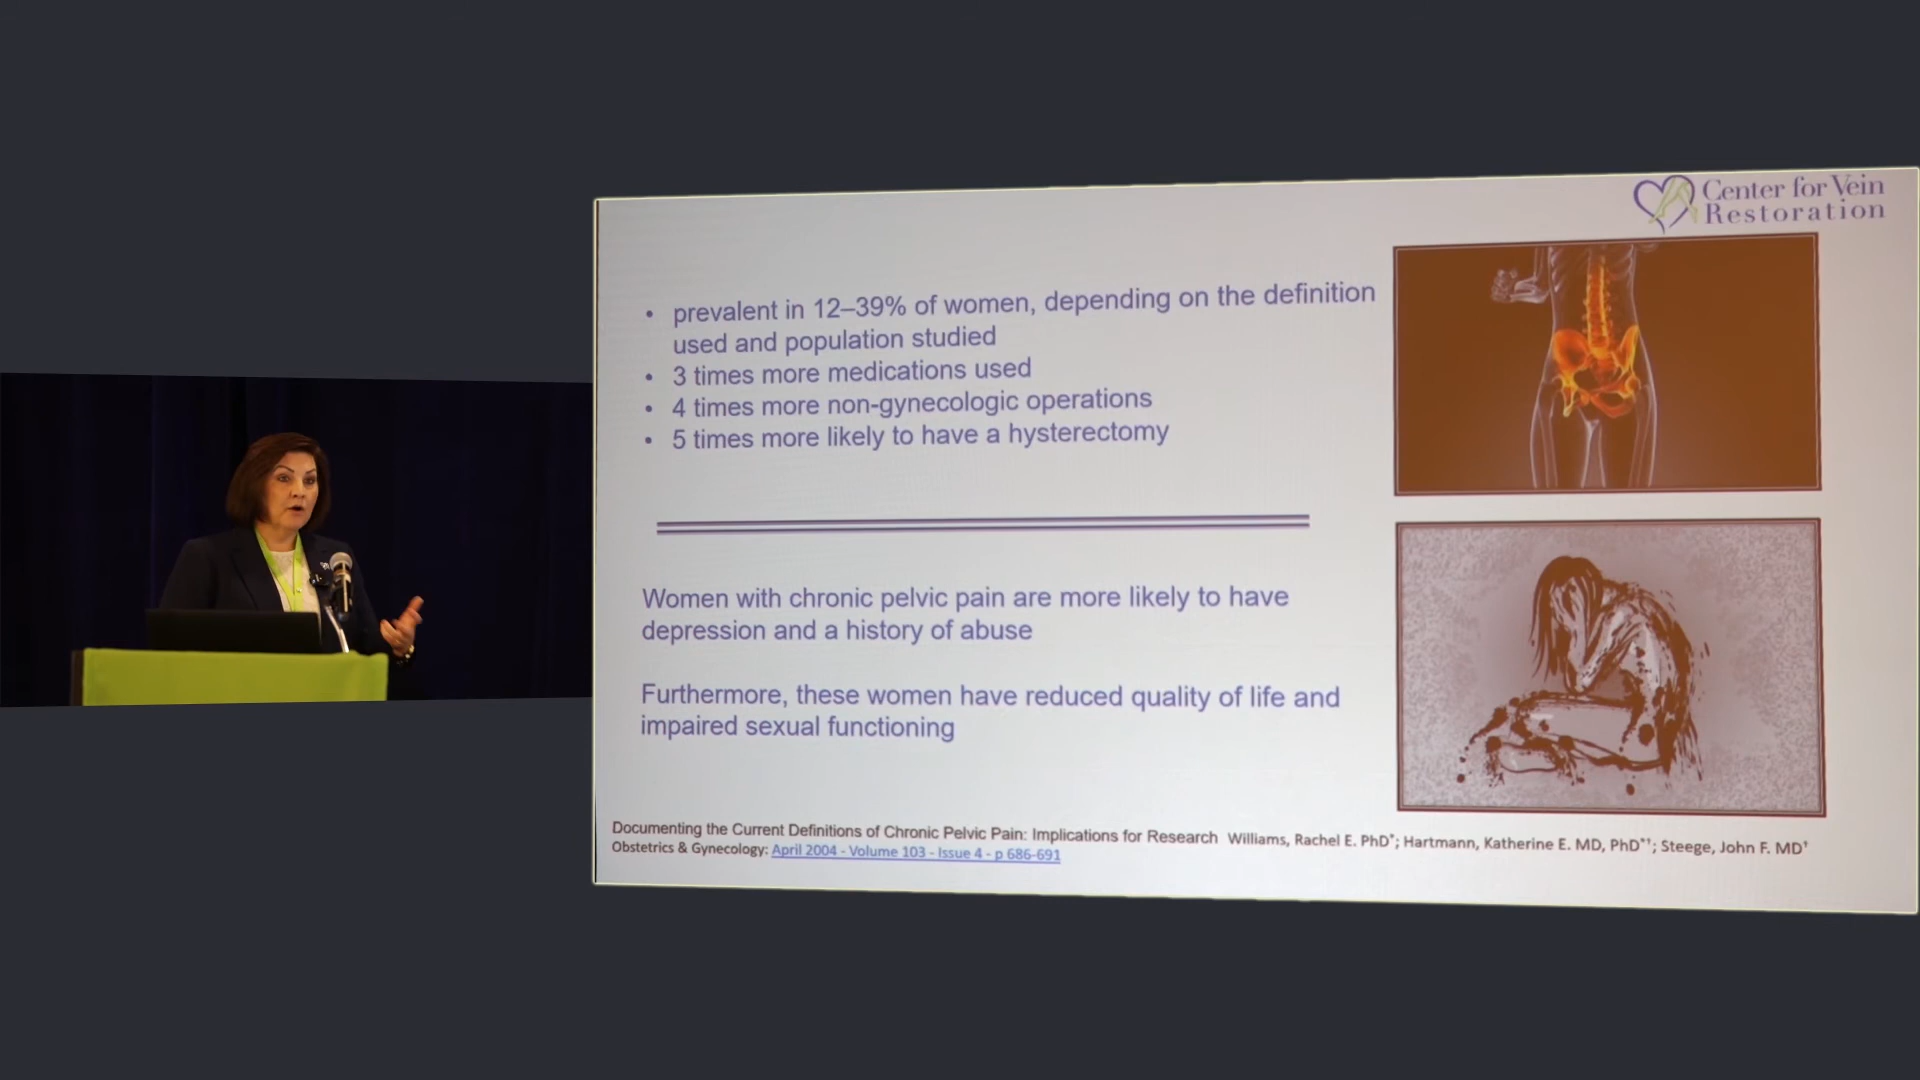 Center for Vein
Restoration
• prevalent in 12–39% of women, depending on the definition
used and population studied
• 3 times more medications used
• 4 times more non-gynecologic operations
• 5 times more likely to have a hysterectomy
Women with chronic pelvic pain are more likely to have
depression and a history of abuse
Furthermore, these women have reduced quality of life and
impaired sexual functioning
Documenting the Current Definitions of Chronic Pelvic Pain: Implications for Research Williams, Rachel E. PhD*; Hartmann, Katherine E. MD, PhD*†; Steege, John F. MD†
Obstetrics & Gynecology: April 2004 - Volume 103 - Issue 4 - p 686-691